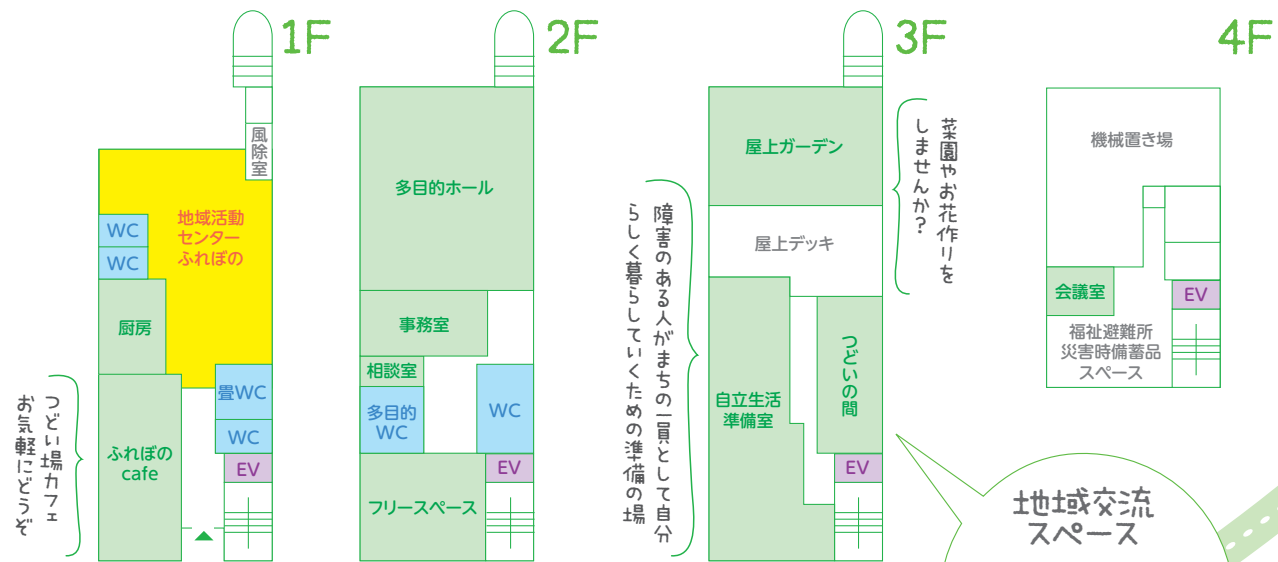 1F
風除室
地域活動
センター
ふれぼの
WC
WC
厨房
畳WC
WC
EV
ふれぼの
cafe
つどい場カフェ
お気軽にどうぞ
2F
多目的ホール
事務室
相談室
多目的
WC
WC
EV
フリースペース
3F
屋上ガーデン
菜園やお花作りを
しませんか?
屋上デッキ
障害のある人がまちの一員として自分
らしく暮らしていくための準備の場
自立生活
準備室
つどいの間
EV
地域交流
スペース
4F
機械置き場
会議室
EV
福祉避難所
災害時備蓄品
スペース